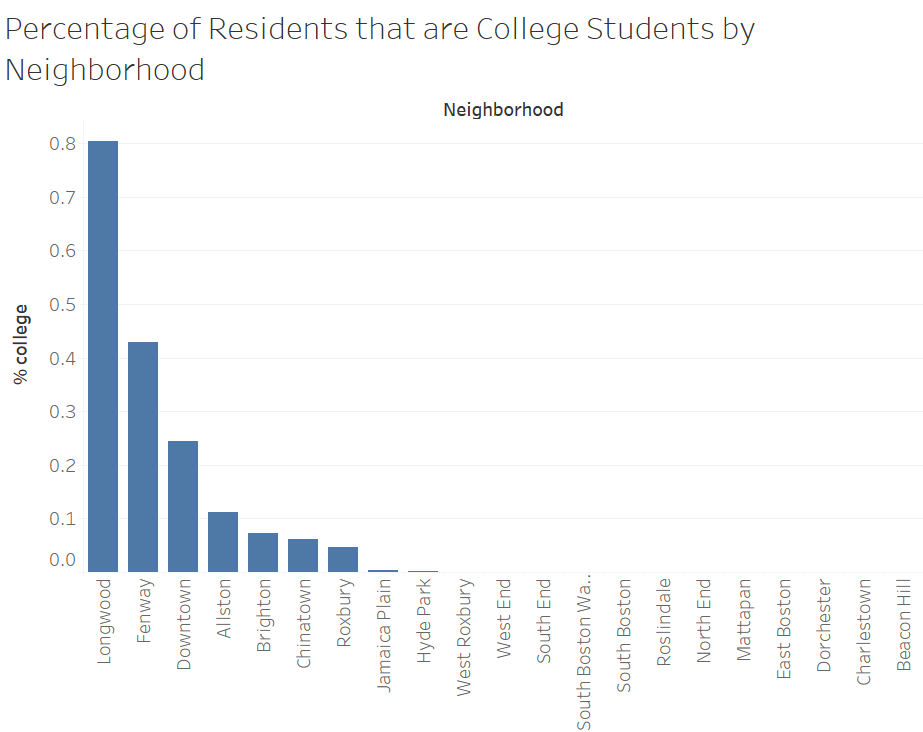 Percentage of Residents that are College Students by
Neighborhood
Neighborhood
% college
0.8
0.7
0.6
0.5
0.4
0.3
0.2
0.1
0.0
Longwood
Fenway
Downtown
Allston
Brighton
Chinatown
Roxbury
Jamaica Plain
Hyde Park
West Roxbury
West End
South End
South Boston Wa..
South Boston
Roslindale
North End
Mattapan
East Boston
Dorchester
Charlestown
Beacon Hill